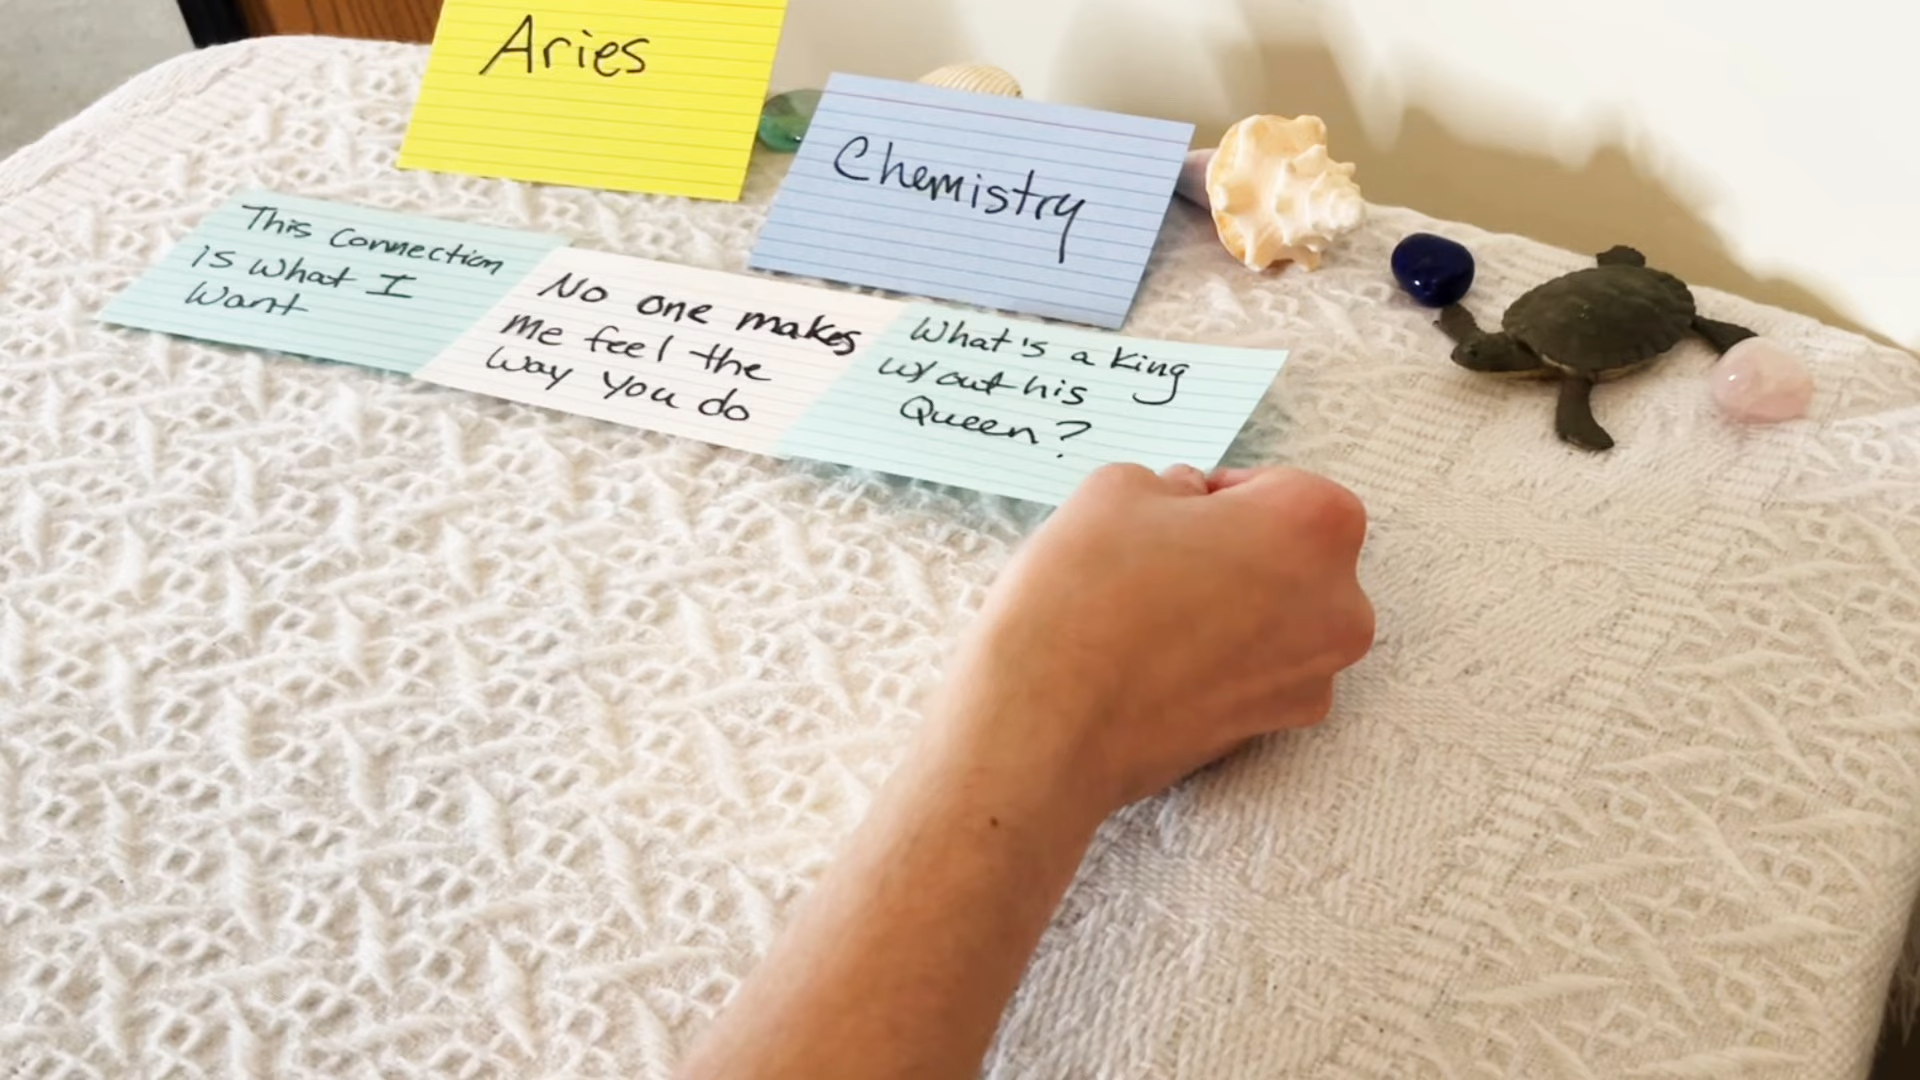 Aries
Chemistry
This Connection
is what I
want
No one makes
me feel the
way you do
What's a King
w/out his
Queen?